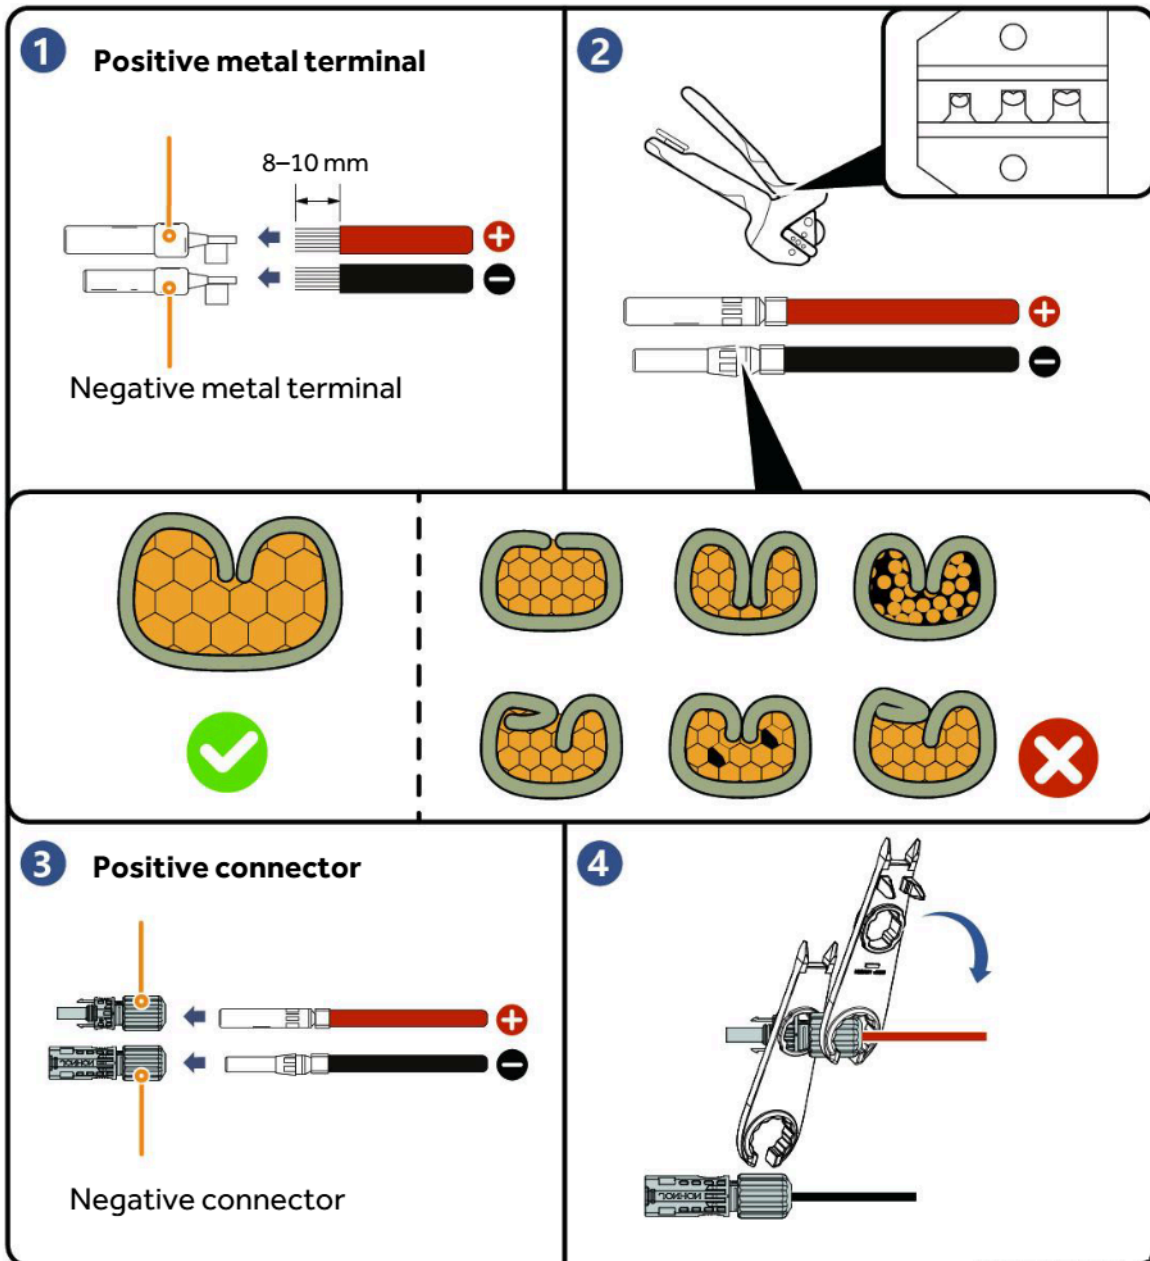 1
Positive metal terminal
8–10 mm
+
−
Negative metal terminal
2
+
−
3
Positive connector
+
−
Negative connector
4